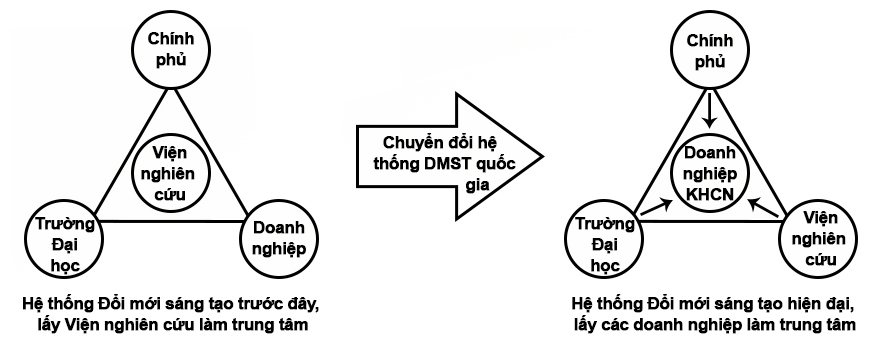 Chính
phủ
Viện
nghiên
cứu
Trường
Đại
học
Doanh
nghiệp
Hệ thống Đổi mới sáng tạo trước đây,
lấy Viện nghiên cứu làm trung tâm
Chuyển đổi hệ
thống DMST quốc
gia
Chính
phủ
Doanh
nghiệp
KHCN
Trường
Đại
học
Viện
nghiên
cứu
Hệ thống Đổi mới sáng tạo hiện đại,
lấy các doanh nghiệp làm trung tâm